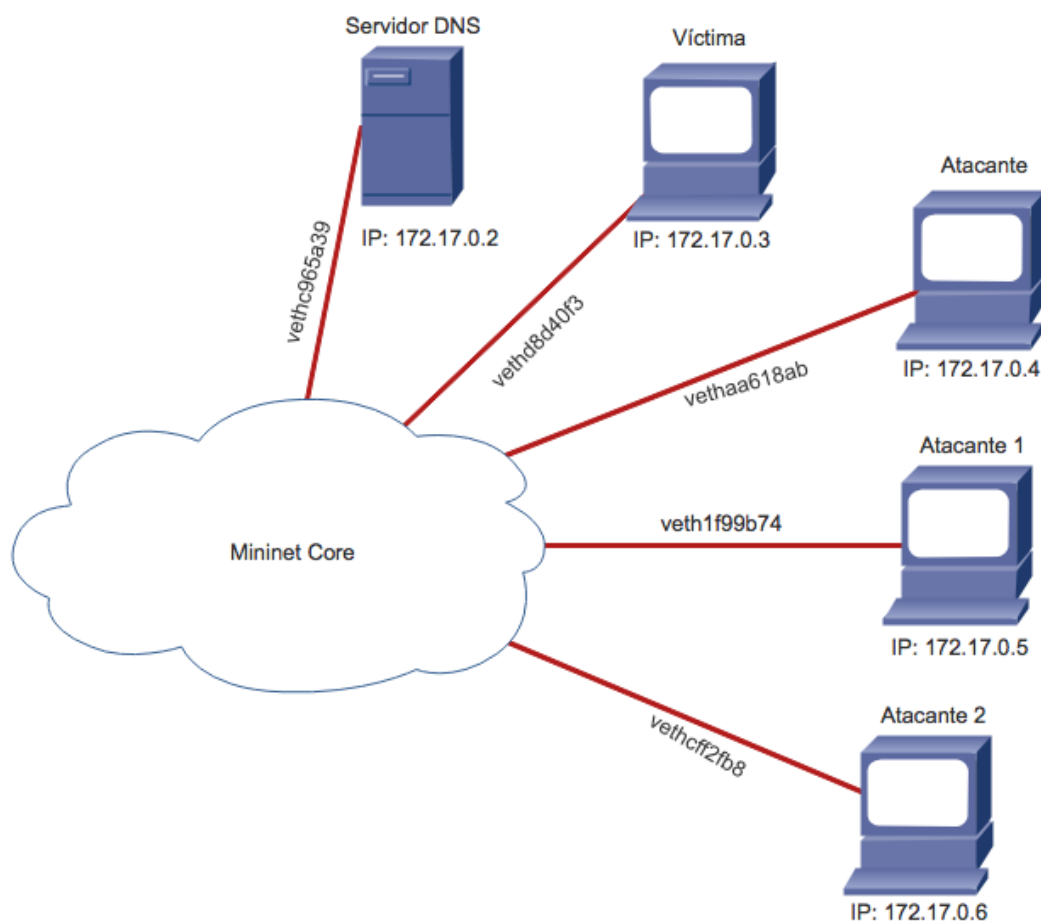 Servidor DNS
IP: 172.17.0.2
vethc965a39
Víctima
IP: 172.17.0.3
vethd8d40f3
Atacante
IP: 172.17.0.4
vethaa618ab
Atacante 1
veth1f99b74
IP: 172.17.0.5
Mininet Core
Atacante 2
vethcff2fb8
IP: 172.17.0.6